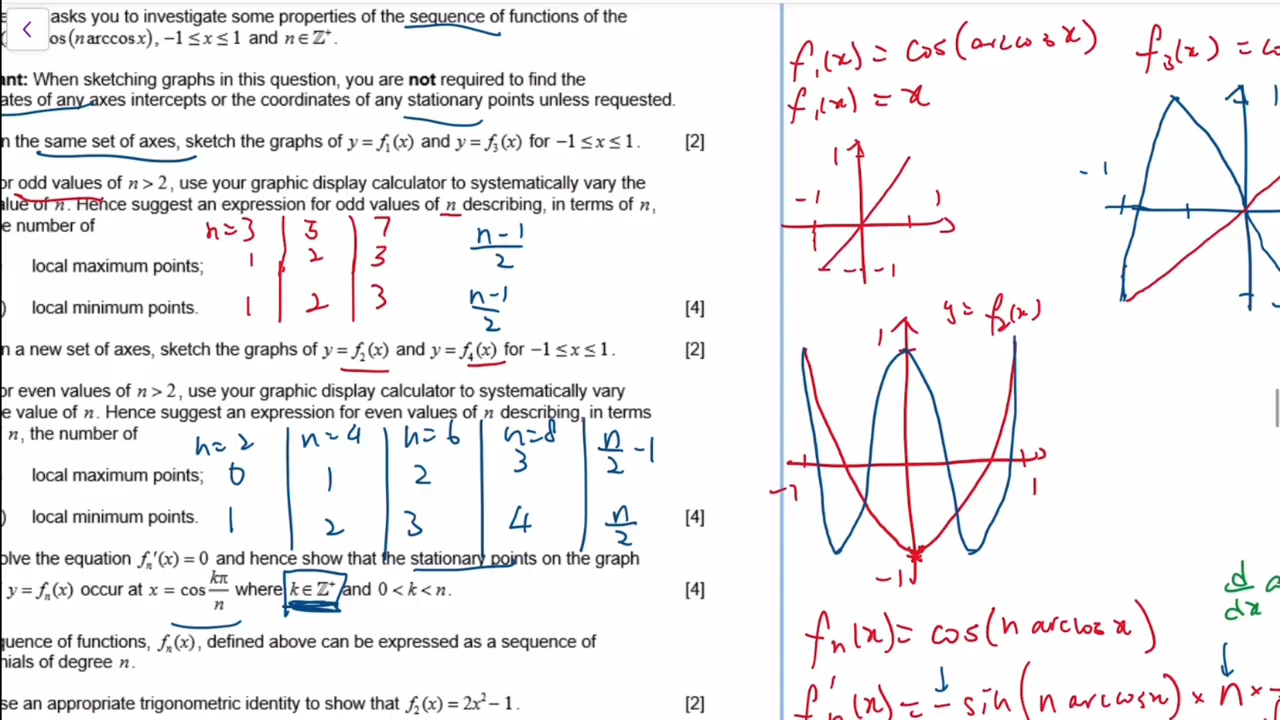 asks you to investigate some properties of the sequence of functions of the
os(n arccos x), −1 ≤ x ≤ 1 and n ∈ ℤ⁺.
ant: When sketching graphs in this question, you are not required to find the
ates of any axes intercepts or the coordinates of any stationary points unless requested.
n the same set of axes, sketch the graphs of y = f₁(x) and y = f₃(x) for −1 ≤ x ≤ 1. [2]
or odd values of n > 2, use your graphic display calculator to systematically vary the
alue of n. Hence suggest an expression for odd values of n describing, in terms of n,
e number of
n=3 | 5 | 7
local maximum points; 1 2 3 n-1/2
) local minimum points. 1 2 3 n-1/2 [4]
n a new set of axes, sketch the graphs of y = f₂(x) and y = f₄(x) for −1 ≤ x ≤ 1. [2]
or even values of n > 2, use your graphic display calculator to systematically vary
e value of n. Hence suggest an expression for even values of n describing, in terms
n, the number of
n=2 | n=4 | n=6 | n=8 | n/2 -1
local maximum points; 0 1 2 3
) local minimum points. 1 2 3 4 n/2 [4]
olve the equation fₙ′(x) = 0 and hence show that the stationary points on the graph
y = fₙ(x) occur at x = cos kπ/n where k ∈ ℤ⁺ and 0 < k < n. [4]
quence of functions, fₙ(x), defined above can be expressed as a sequence of
nials of degree n.
se an appropriate trigonometric identity to show that f₂(x) = 2x² − 1. [2]
f₁(x) = cos(arccos x)
f₁(x) = x
1
-1 1
-1
f₃(x) = co
1
-1
y = f₂(x)
1
-1 1
-1
d/dx a
fₙ(x) = cos(n arccos x)
fₙ'(x) = - sin(n arccos x) × n ×